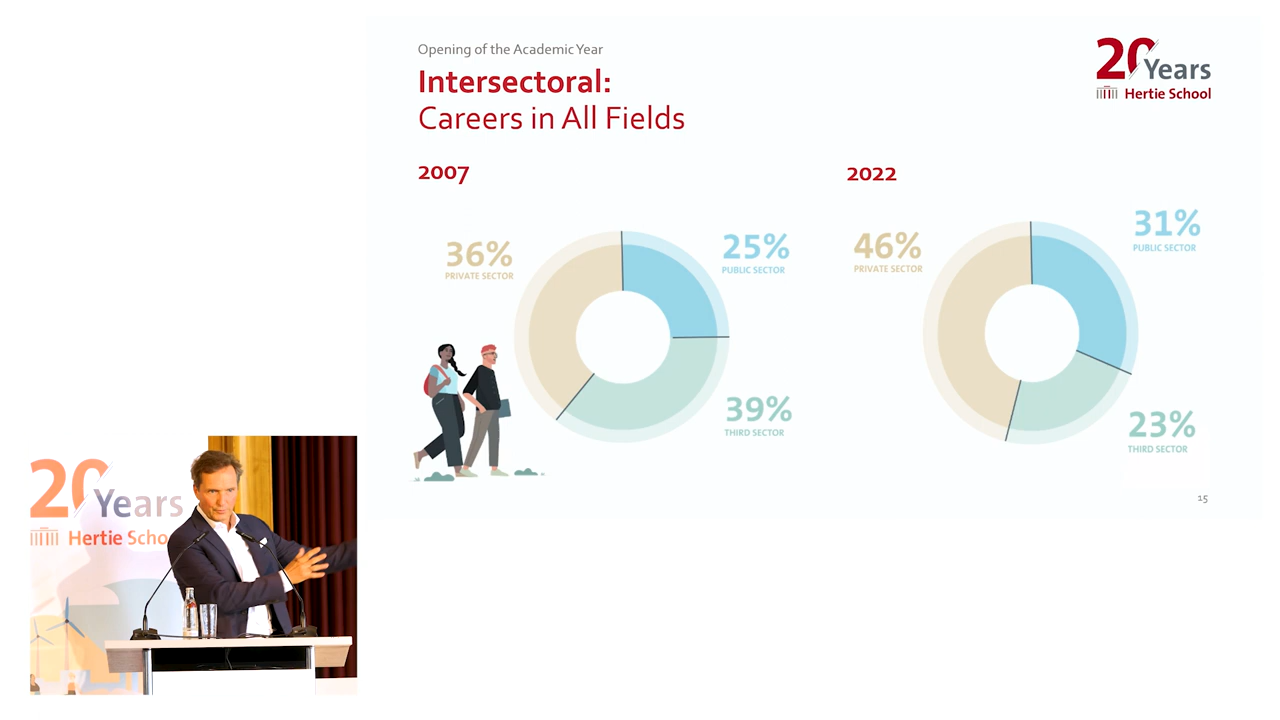 Opening of the Academic Year
Intersectoral:
Careers in All Fields
20 Years
Hertie School
2007
36%
PRIVATE SECTOR
25%
PUBLIC SECTOR
39%
THIRD SECTOR
2022
46%
PRIVATE SECTOR
31%
PUBLIC SECTOR
23%
THIRD SECTOR
15
20 Years
Hertie Scho